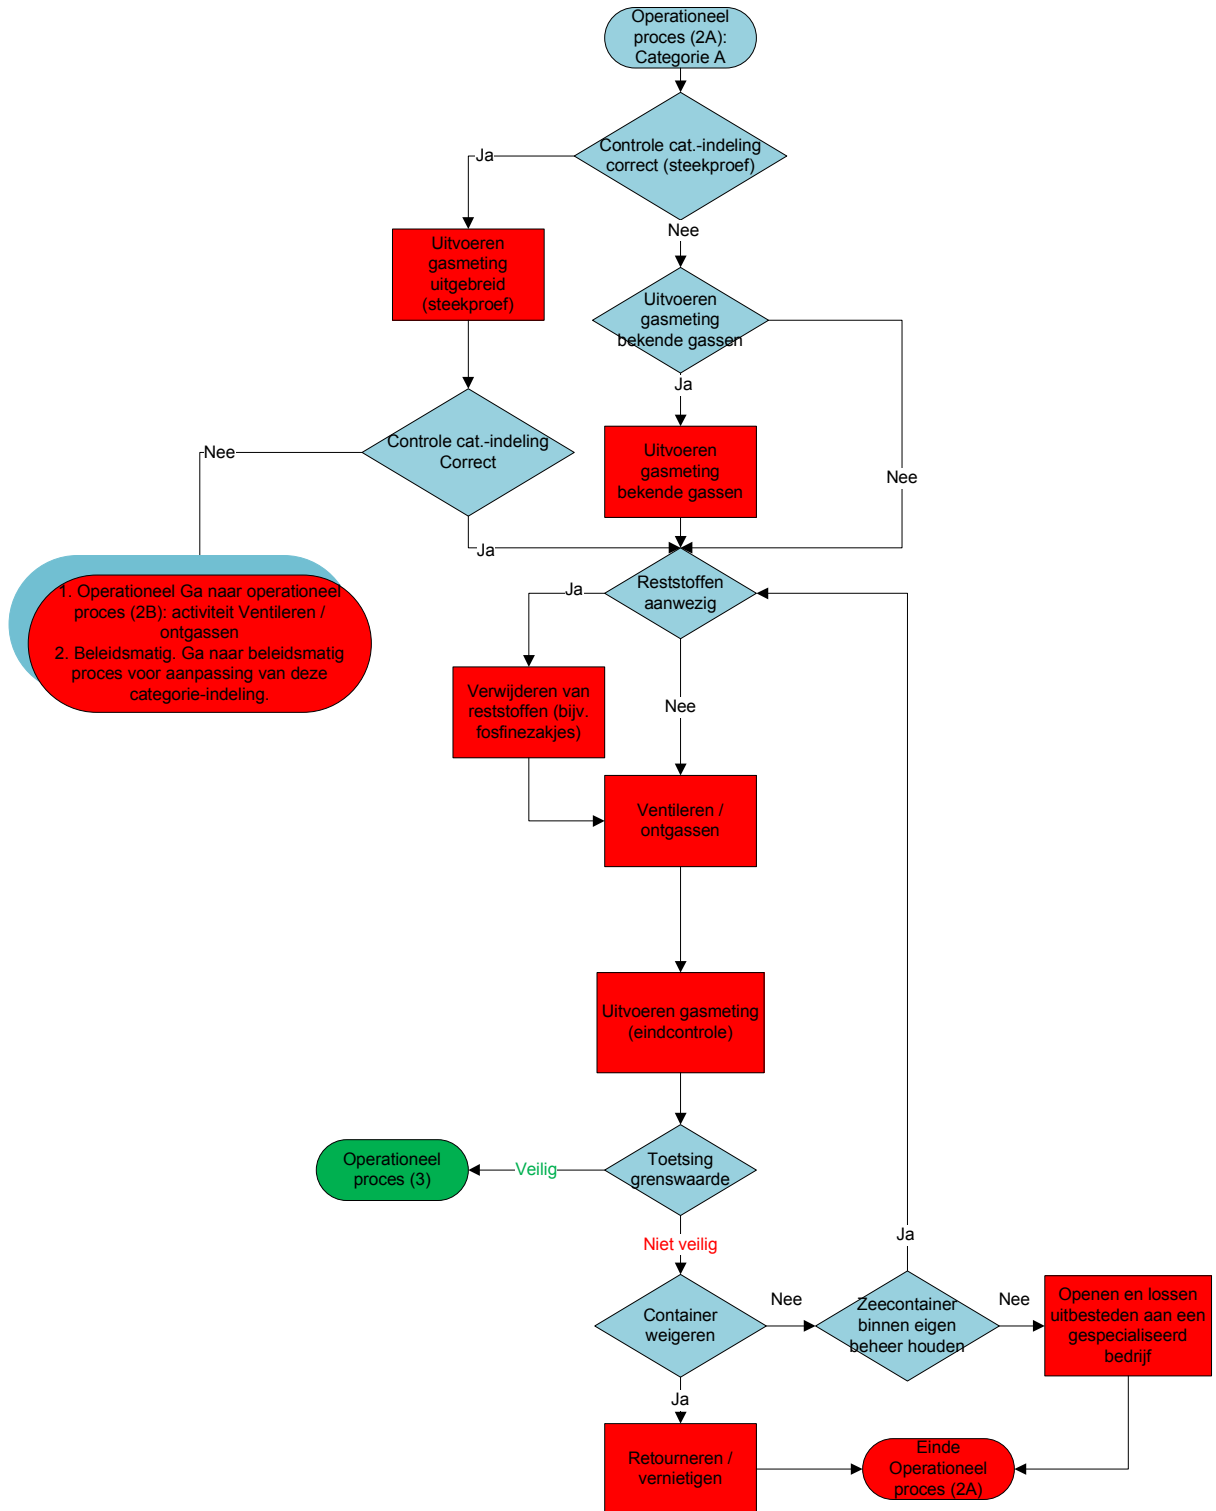 Operationeel
proces (2A):
Categorie A
Controle cat.-indeling
correct (steekproef)
Ja
Nee
Uitvoeren
gasmeting
uitgebreid
(steekproef)
Uitvoeren
gasmeting
bekende gassen
Ja
Nee
Controle cat.-indeling
Correct
Nee
Ja
Uitvoeren
gasmeting
bekende gassen
1. Operationeel Ga naar operationeel
proces (2B): activiteit Ventileren /
ontgassen
2. Beleidsmatig. Ga naar beleidsmatig
proces voor aanpassing van deze
categorie-indeling.
Reststoffen
aanwezig
Ja
Nee
Verwijderen van
reststoffen (bijv.
fosfinezakjes)
Ventileren /
ontgassen
Uitvoeren gasmeting
(eindcontrole)
Toetsing
grenswaarde
Veilig
Operationeel
proces (3)
Niet veilig
Container
weigeren
Nee
Zeecontainer
binnen eigen
beheer houden
Ja
Nee
Openen en lossen
uitbesteden aan een
gespecialiseerd
bedrijf
Ja
Retourneren /
vernietigen
Einde
Operationeel
proces (2A)